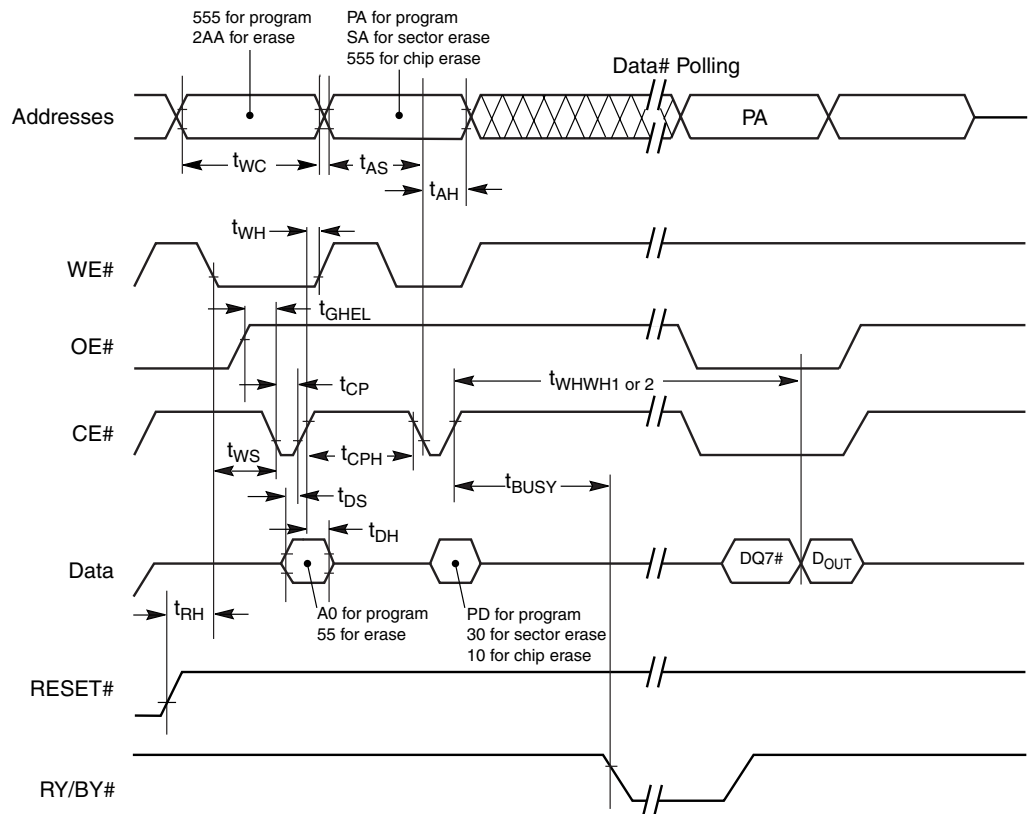 555 for program
2AA for erase
PA for program
SA for sector erase
555 for chip erase
Data# Polling
Addresses
PA
tWC
tAS
tAH
tWH
WE#
tGHEL
OE#
tWHWH1 or 2
tCP
CE#
tWS
tCPH
tBUSY
tDS
tDH
Data
DQ7#
DOUT
tRH
A0 for program
55 for erase
PD for program
30 for sector erase
10 for chip erase
RESET#
RY/BY#